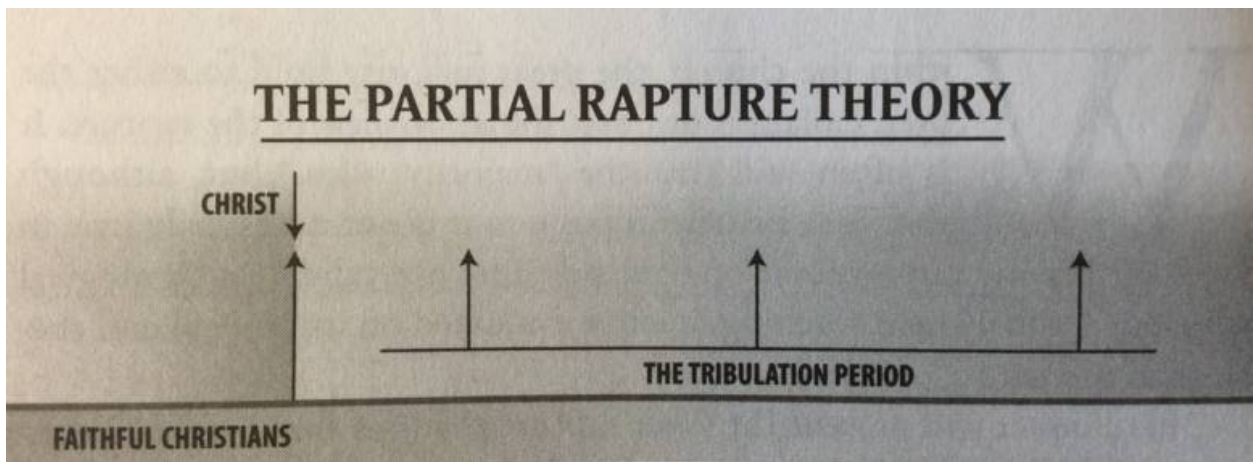 THE PARTIAL RAPTURE THEORY
CHRIST
THE TRIBULATION PERIOD
FAITHFUL CHRISTIANS